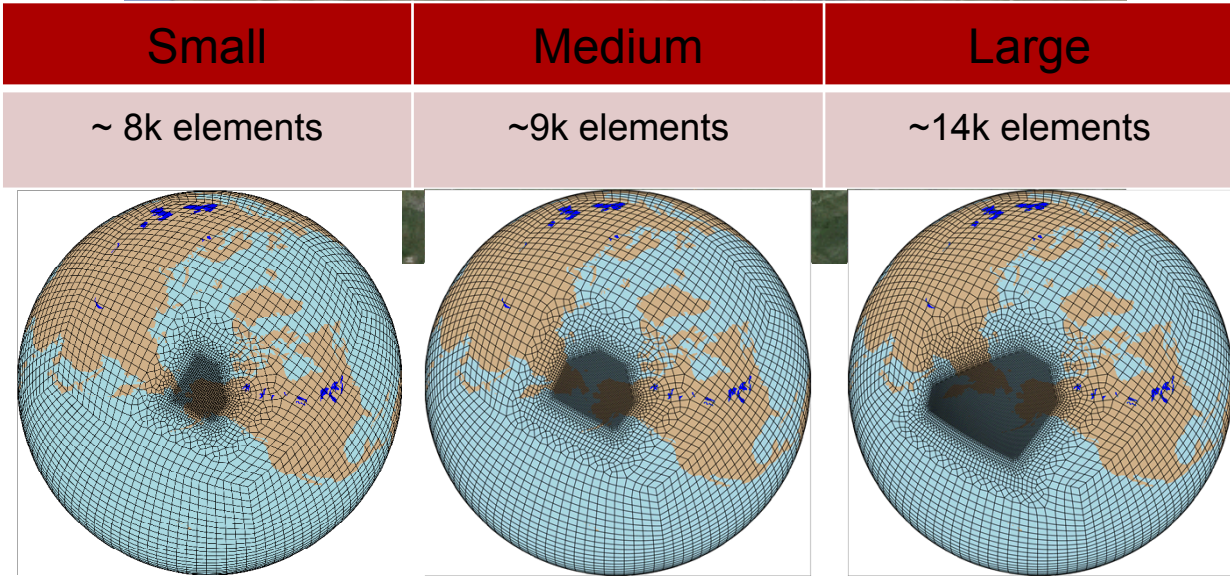 Small
Medium
Large
~ 8k elements
~9k elements
~14k elements